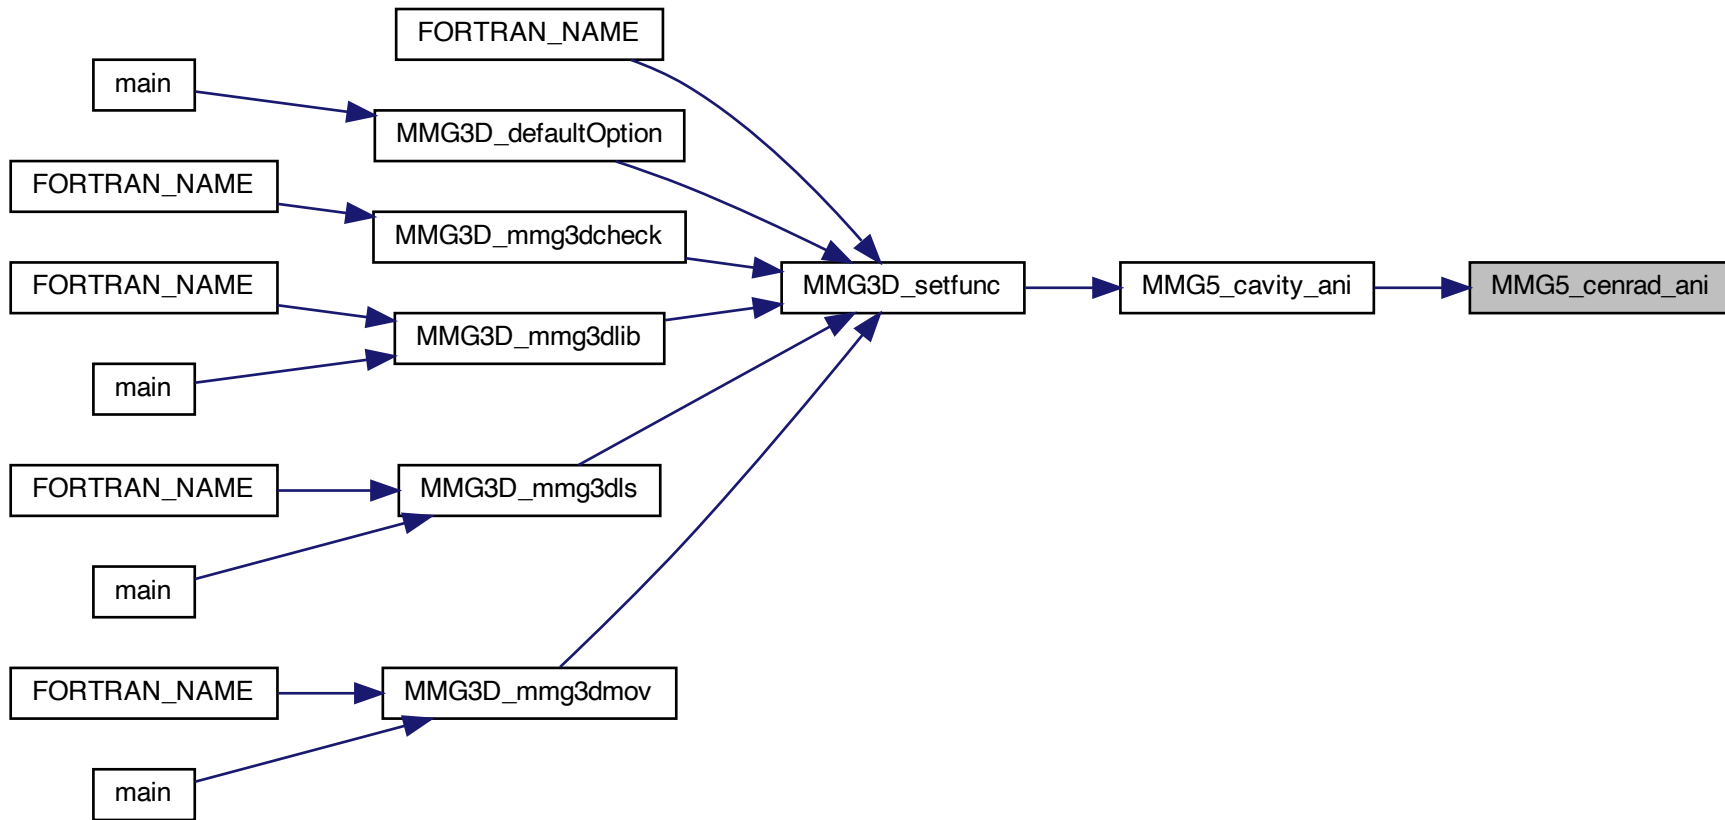 FORTRAN_NAME
main
MMG3D_defaultOption
FORTRAN_NAME
MMG3D_mmg3dcheck
FORTRAN_NAME
MMG3D_setfunc
MMG5_cavity_ani
MMG5_cenrad_ani
MMG3D_mmg3dlib
main
FORTRAN_NAME
MMG3D_mmg3dls
main
FORTRAN_NAME
MMG3D_mmg3dmov
main